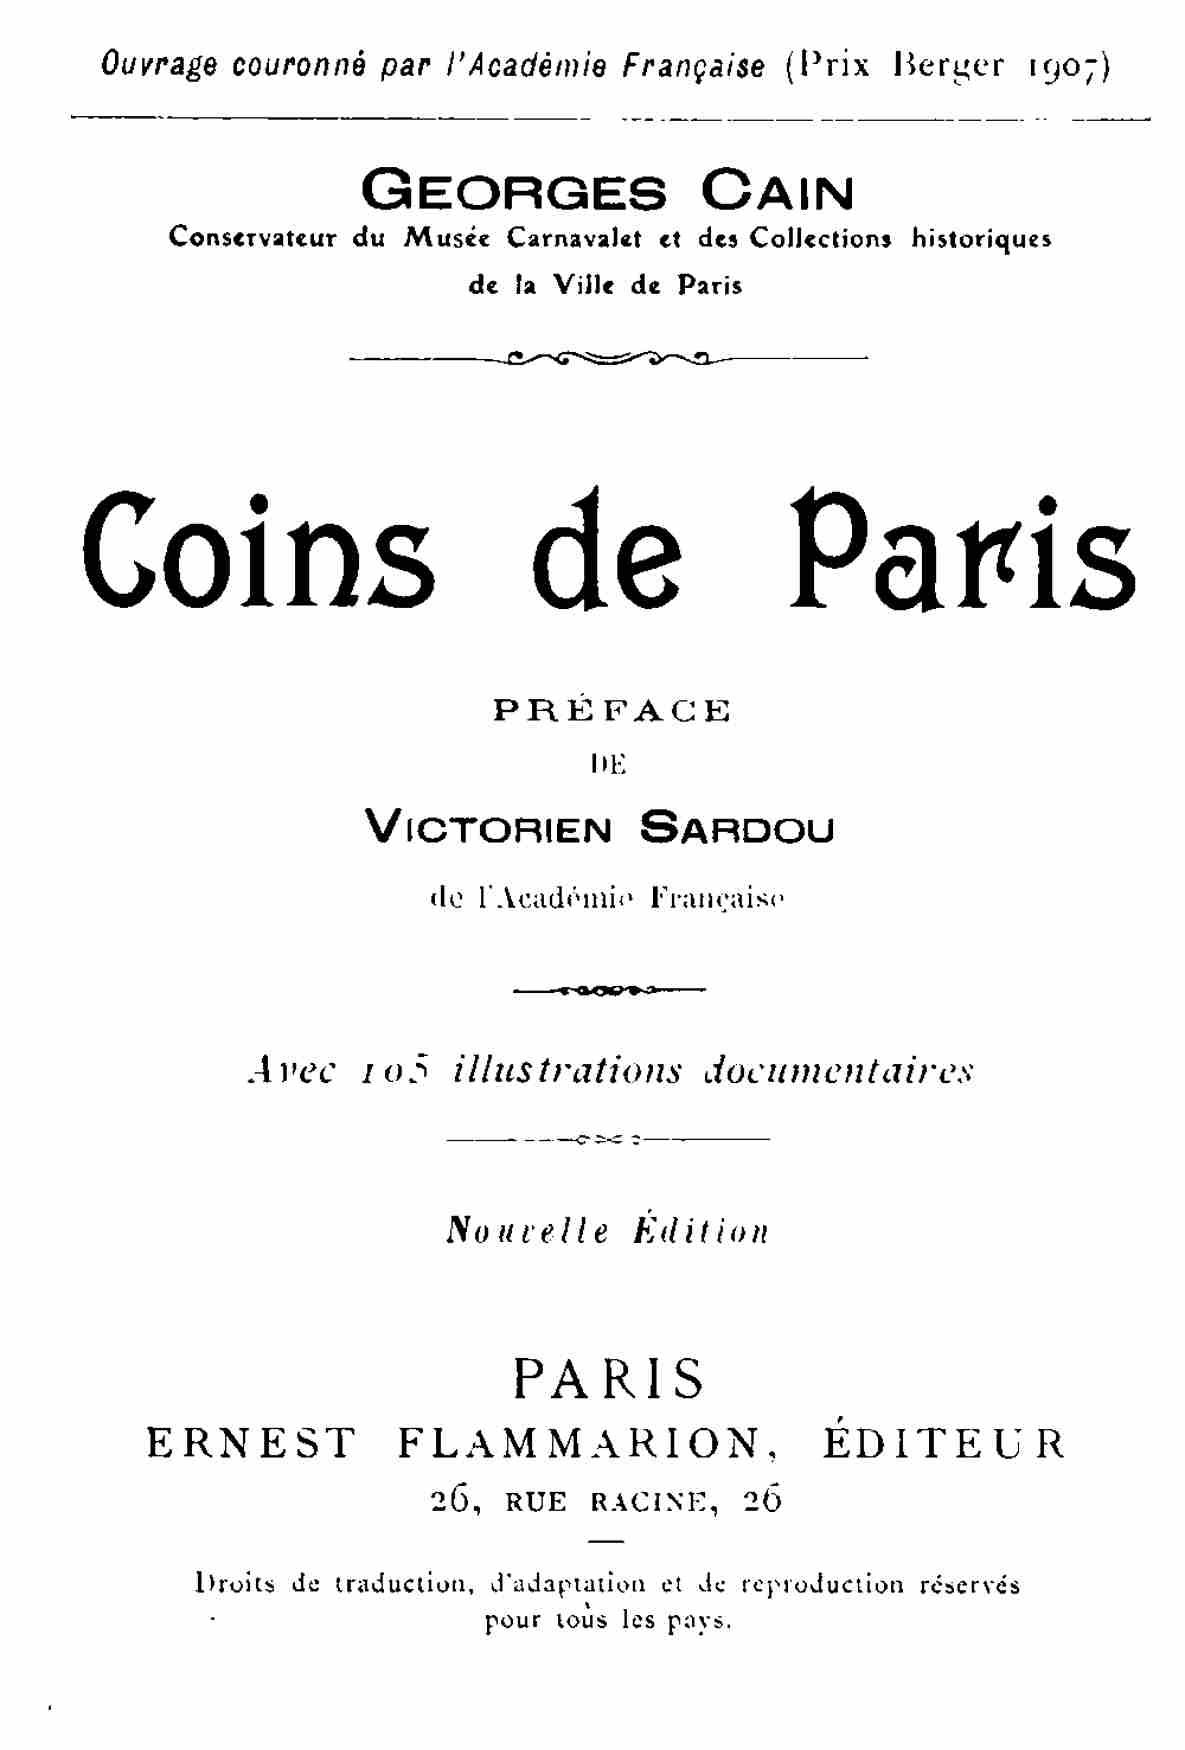 Ouvrage couronné par l'Académie Française (Prix Berger 1907)
GEORGES CAIN
Conservateur du Musée Carnavalet et des Collections historiques
de la Ville de Paris
Coins de Paris
PRÉFACE
DE
VICTORIEN SARDOU
de l'Académie Française
Avec 105 illustrations documentaires
Nouvelle Édition
PARIS
ERNEST FLAMMARION, ÉDITEUR
26, RUE RACINE, 26
Droits de traduction, d'adaptation et de reproduction réservés
pour tous les pays.